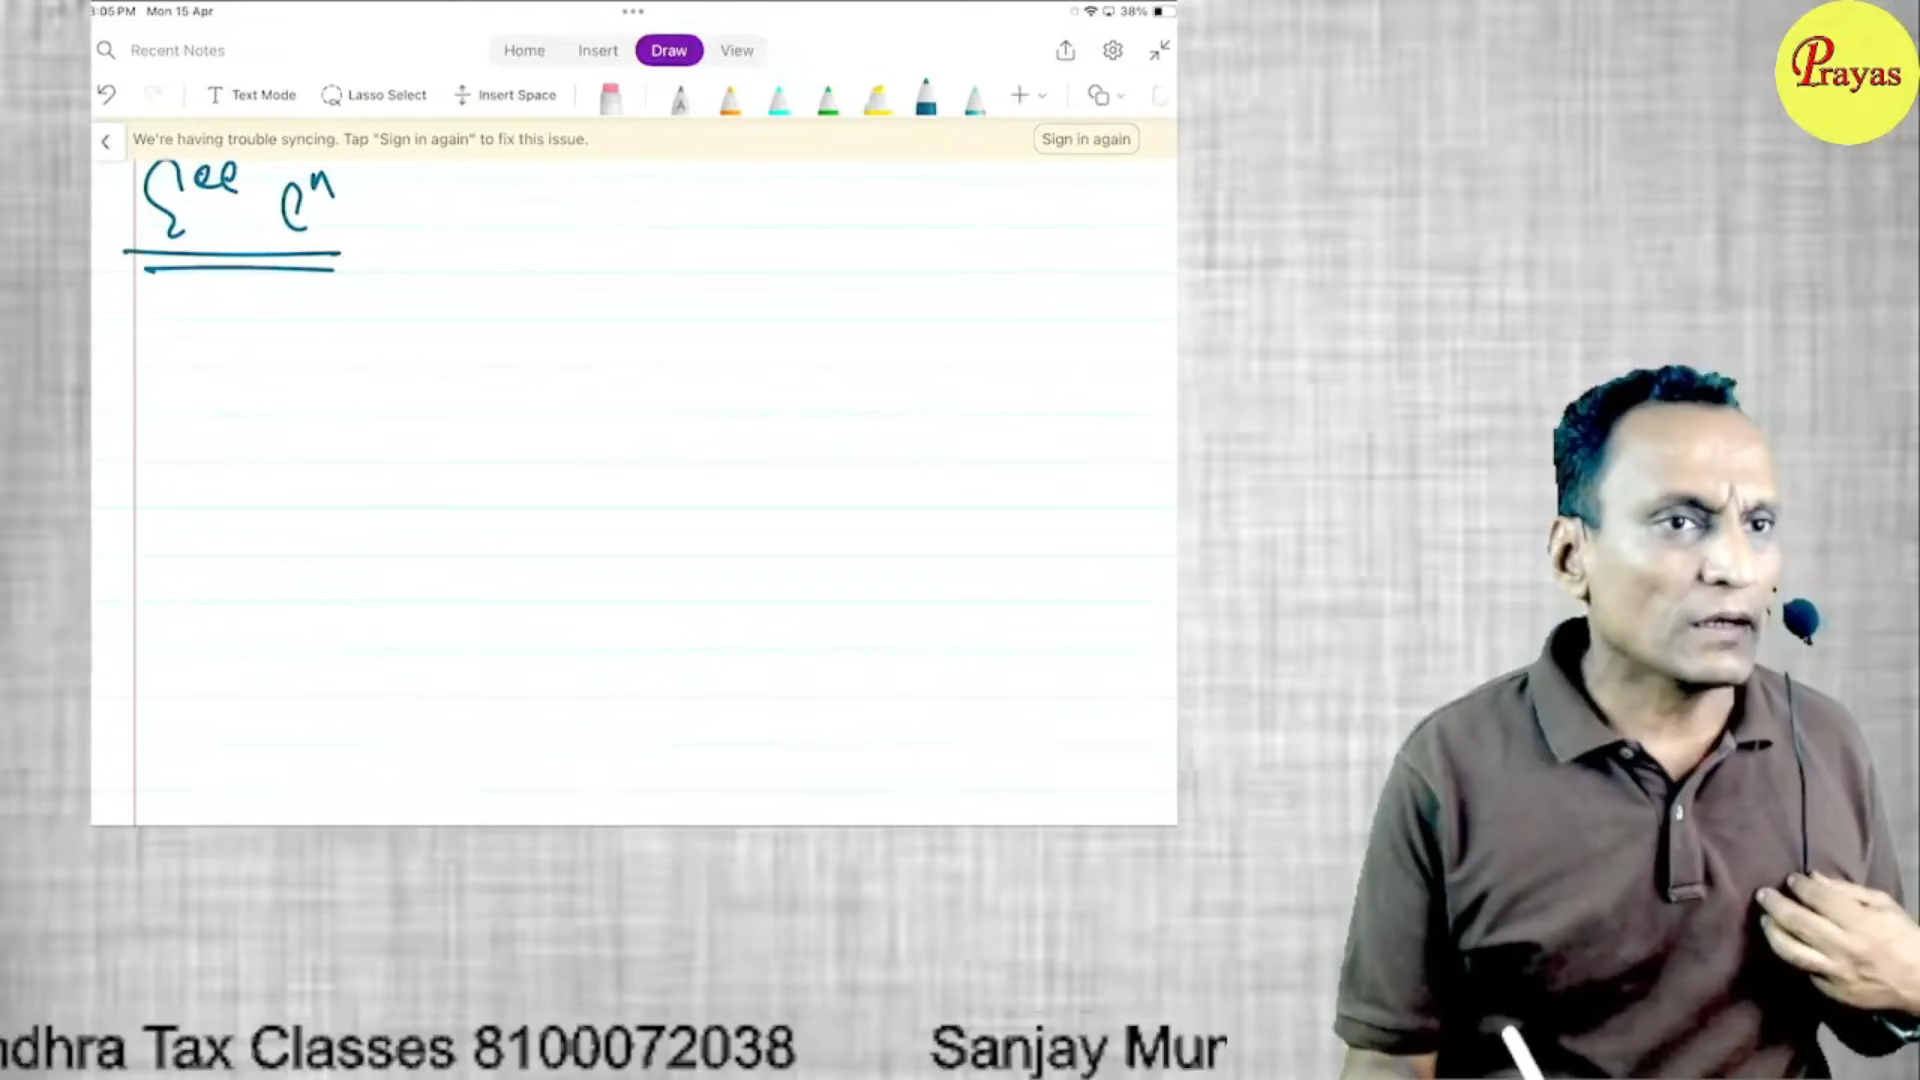 :05 PM Mon 15 Apr
38%
Recent Notes
Home Insert Draw View
Text Mode Lasso Select Insert Space
A
We're having trouble syncing. Tap "Sign in again" to fix this issue.
Sign in again
Prayas
ndhra Tax Classes 8100072038 Sanjay Mur